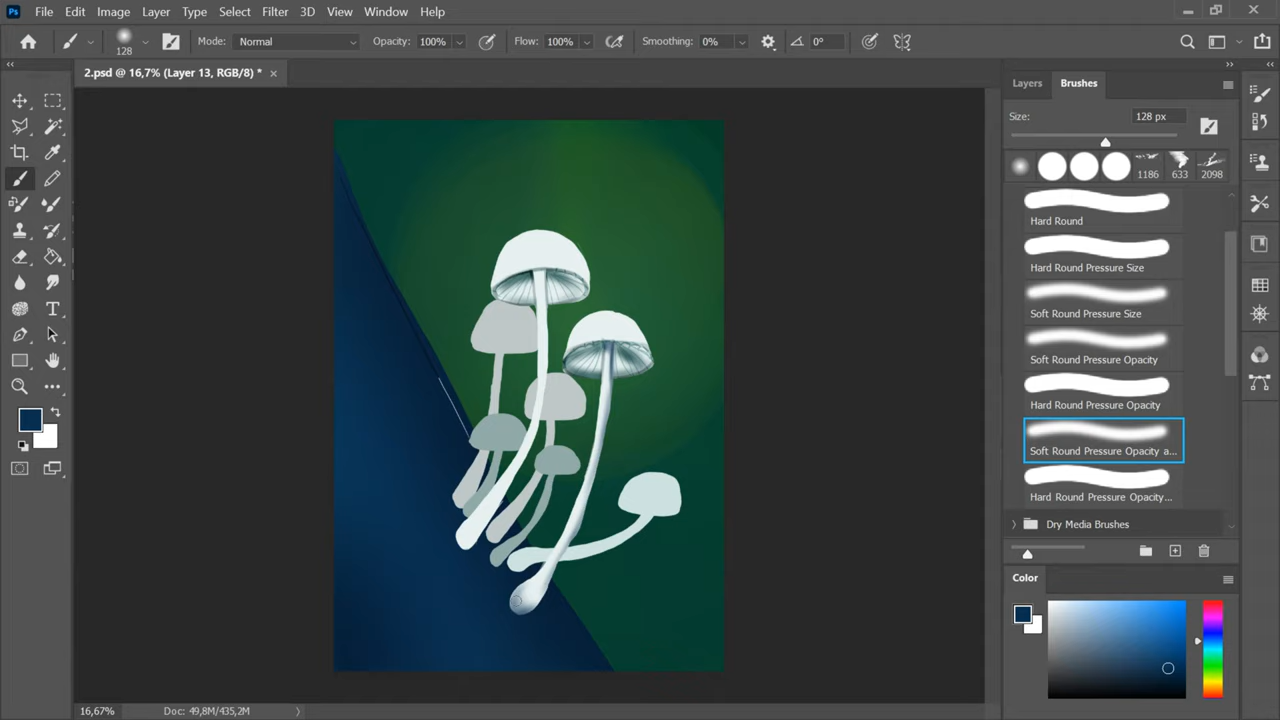 Ps File Edit Image Layer Type Select Filter 3D View Window Help
128 Mode: Normal Opacity: 100% Flow: 100% Smoothing: 0% 0°
2.psd @ 16,7% (Layer 13, RGB/8) *
Layers Brushes
Size: 128 px
1186 633 2098
Hard Round
Hard Round Pressure Size
Soft Round Pressure Size
Soft Round Pressure Opacity
Hard Round Pressure Opacity
Soft Round Pressure Opacity a...
Hard Round Pressure Opacity...
Dry Media Brushes
Color
16,67% Doc: 49,8M/435,2M